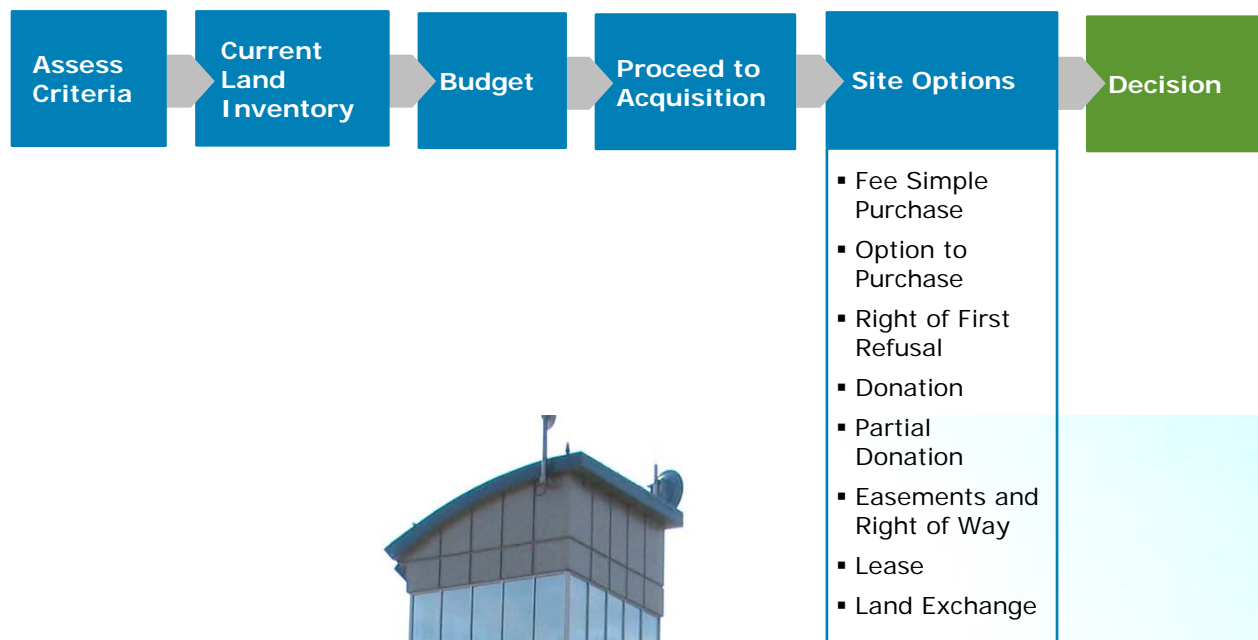 Assess
Criteria
Current
Land
Inventory
Budget
Proceed to
Acquisition
Site Options
Decision
▪ Fee Simple
Purchase
▪ Option to
Purchase
▪ Right of First
Refusal
▪ Donation
▪ Partial
Donation
▪ Easements and
Right of Way
▪ Lease
▪ Land Exchange